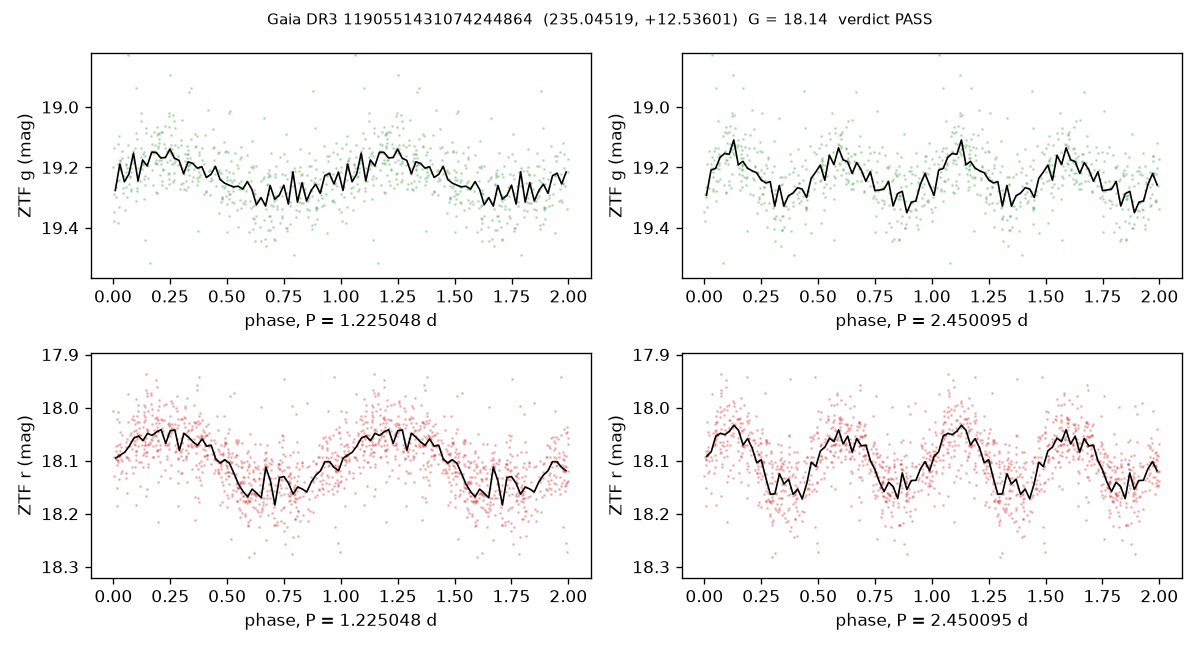 Gaia DR3 1190551431074244864 (235.04519, +12.53601) G = 18.14 verdict PASS
ZTF g (mag)
19.0
19.2
19.4
0.00 0.25 0.50 0.75 1.00 1.25 1.50 1.75 2.00
phase, P = 1.225048 d
ZTF g (mag)
19.0
19.2
19.4
0.00 0.25 0.50 0.75 1.00 1.25 1.50 1.75 2.00
phase, P = 2.450095 d
ZTF r (mag)
17.9
18.0
18.1
18.2
18.3
0.00 0.25 0.50 0.75 1.00 1.25 1.50 1.75 2.00
phase, P = 1.225048 d
ZTF r (mag)
17.9
18.0
18.1
18.2
18.3
0.00 0.25 0.50 0.75 1.00 1.25 1.50 1.75 2.00
phase, P = 2.450095 d